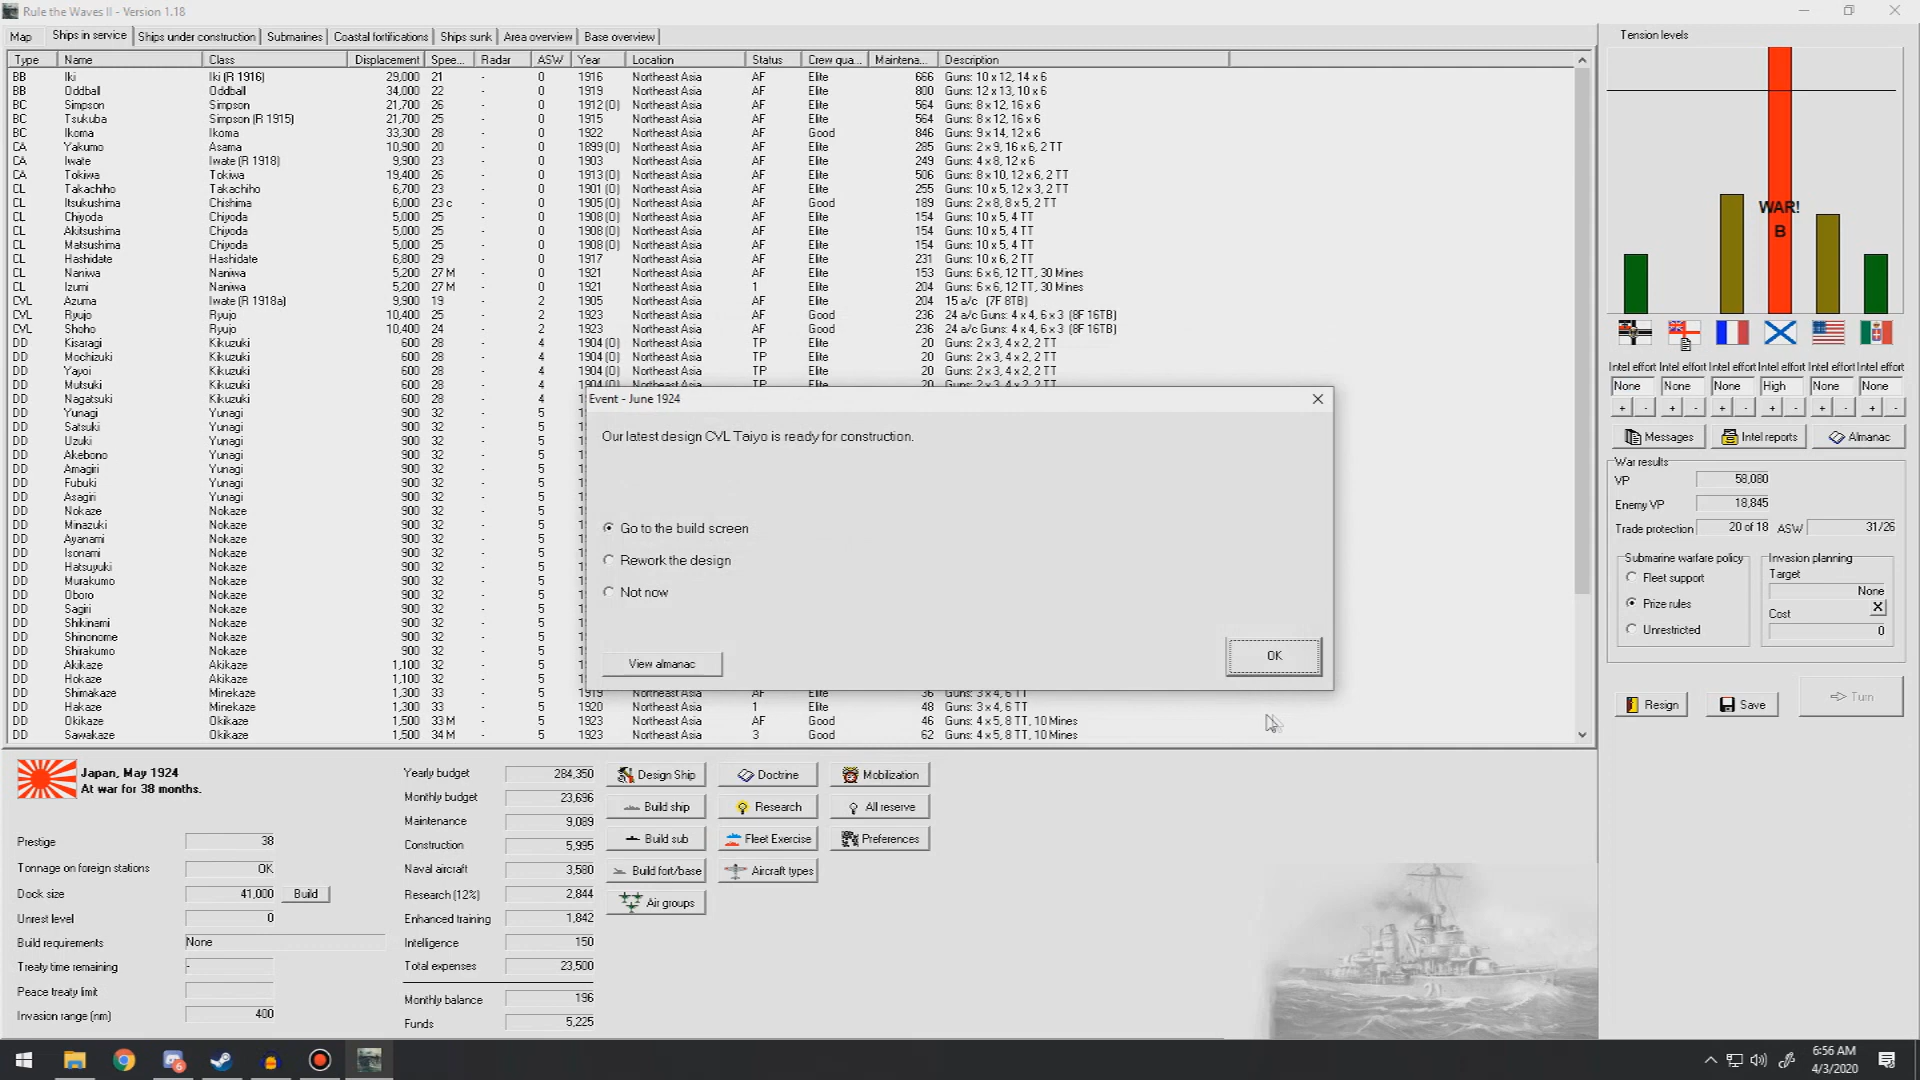 Rule the Waves II - Version 1.18
Map Ships in service Ships under construction Submarines Coastal fortifications Ships sunk Area overview Base overview
Type Name Class Displacement Spee... Radar ASW Year Location Status Crew qua... Maintena... Description
BB Iki Iki (R 1916) 29,000 21 - 0 1916 Northeast Asia AF Elite 666 Guns: 10 x 12, 14 x 6
BB Oddball Oddball 34,000 22 - 0 1919 Northeast Asia AF Elite 800 Guns: 12 x 13, 10 x 6
BC Simpson Simpson 21,700 26 - 0 1912 (O) Northeast Asia AF Elite 564 Guns: 8 x 12, 16 x 6
BC Tsukuba Simpson (R 1915) 21,700 25 - 0 1915 Northeast Asia AF Elite 564 Guns: 8 x 12, 16 x 6
BC Ikoma Ikoma 33,300 28 - 0 1922 Northeast Asia AF Good 846 Guns: 9 x 14, 12 x 6
CA Yakumo Asama 10,900 20 - 0 1899 (O) Northeast Asia AF Elite 285 Guns: 2 x 9, 16 x 6, 2 TT
CA Iwate Iwate (R 1918) 9,900 23 - 0 1903 Northeast Asia AF Elite 249 Guns: 4 x 8, 12 x 6
CA Tokiwa Tokiwa 19,400 26 - 0 1913 (O) Northeast Asia AF Elite 506 Guns: 8 x 10, 12 x 6, 2 TT
CL Takachiho Takachiho 6,700 23 - 0 1901 (O) Northeast Asia AF Elite 255 Guns: 10 x 5, 12 x 3, 2 TT
CL Itsukushima Chishima 6,000 23 c - 0 1905 (O) Northeast Asia AF Good 189 Guns: 2 x 8, 8 x 5, 2 TT
CL Chiyoda Chiyoda 5,000 25 - 0 1908 (O) Northeast Asia AF Elite 154 Guns: 10 x 5, 4 TT
CL Akitsushima Chiyoda 5,000 25 - 0 1908 (O) Northeast Asia AF Elite 154 Guns: 10 x 5, 4 TT
CL Matsushima Chiyoda 5,000 25 - 0 1908 (O) Northeast Asia AF Elite 154 Guns: 10 x 5, 4 TT
CL Hashidate Hashidate 6,800 29 - 0 1917 Northeast Asia AF Elite 231 Guns: 10 x 6, 2 TT
CL Naniwa Naniwa 5,200 27 M - 0 1921 Northeast Asia AF Elite 153 Guns: 6 x 6, 12 TT, 30 Mines
CL Izumi Naniwa 5,200 27 M - 0 1921 Northeast Asia 1 Elite 204 Guns: 6 x 6, 12 TT, 30 Mines
CVL Azuma Iwate (R 1918a) 9,900 19 - 2 1905 Northeast Asia AF Elite 204 15 a/c (7F 8TB)
CVL Ryujo Ryujo 10,400 25 - 2 1923 Northeast Asia AF Good 236 24 a/c Guns: 4 x 4, 6 x 3 (8F 16TB)
CVL Shoho Ryujo 10,400 24 - 2 1923 Northeast Asia AF Good 236 24 a/c Guns: 4 x 4, 6 x 3 (8F 16TB)
DD Kisaragi Kikuzuki 600 28 - 4 1904 (O) Northeast Asia TP Elite 20 Guns: 2 x 3, 4 x 2, 2 TT
DD Mochizuki Kikuzuki 600 28 - 4 1904 (O) Northeast Asia TP Elite 20 Guns: 2 x 3, 4 x 2, 2 TT
DD Yayoi Kikuzuki 600 28 - 4 1904 (O) Northeast Asia TP Elite 20 Guns: 2 x 3, 4 x 2, 2 TT
DD Mutsuki Kikuzuki 600 28 - 4 1904 (O) Northeast Asia TP Elite 20 Guns: 2 x 3, 4 x 2, 2 TT
DD Nagatsuki Kikuzuki 600 28 - 4
DD Yunagi Yunagi 900 32 - 5
DD Satsuki Yunagi 900 32 - 5
DD Uzuki Yunagi 900 32 - 5
DD Akebono Yunagi 900 32 - 5
DD Amagiri Yunagi 900 32 - 5
DD Fubuki Yunagi 900 32 - 5
DD Asagiri Yunagi 900 32 - 5
DD Nokaze Nokaze 900 32 - 5
DD Minazuki Nokaze 900 32 - 5
DD Ayanami Nokaze 900 32 - 5
DD Isonami Nokaze 900 32 - 5
DD Hatsuyuki Nokaze 900 32 - 5
DD Murakumo Nokaze 900 32 - 5
DD Oboro Nokaze 900 32 - 5
DD Sagiri Nokaze 900 32 - 5
DD Shikinami Nokaze 900 32 - 5
DD Shinonome Nokaze 900 32 - 5
DD Shirakumo Nokaze 900 32 - 5
DD Akikaze Akikaze 1,100 32 - 5
DD Hokaze Akikaze 1,100 32 - 5
DD Shimakaze Minekaze 1,300 33 - 5 1919 Northeast Asia AF Elite 36 Guns: 3 x 4, 6 TT
DD Hakaze Minekaze 1,300 33 - 5 1920 Northeast Asia 1 Elite 48 Guns: 3 x 4, 6 TT
DD Okikaze Okikaze 1,500 33 M - 5 1923 Northeast Asia AF Good 46 Guns: 4 x 5, 8 TT, 10 Mines
DD Sawakaze Okikaze 1,500 34 M - 5 1923 Northeast Asia 3 Good 62 Guns: 4 x 5, 8 TT, 10 Mines
Event - June 1924
Our latest design CVL Taiyo is ready for construction.
Go to the build screen
Rework the design
Not now
View almanac
OK
Tension levels
WAR!
B
Intel effort Intel effort Intel effort Intel effort Intel effort Intel effort
None None None High None None
+ - + - + - + - + - + -
Messages Intel reports Almanac
War results
VP 58,080
Enemy VP 18,845
Trade protection 20 of 18 ASW 31/26
Submarine warfare policy
Fleet support
Prize rules
Unrestricted
Invasion planning
Target
None
Cost X
0
Resign Save Turn
Japan, May 1924
At war for 38 months.
Prestige 38
Tonnage on foreign stations OK
Dock size 41,000 Build
Unrest level 0
Build requirements None
Treaty time remaining -
Peace treaty limit
Invasion range (nm) 400
Yearly budget 284,350
Monthly budget 23,696
Maintenance 9,089
Construction 5,995
Naval aircraft 3,580
Research (12%) 2,844
Enhanced training 1,842
Intelligence 150
Total expenses 23,500
Monthly balance 196
Funds 5,225
Design Ship Doctrine Mobilization
Build ship Research All reserve
Build sub Fleet Exercise Preferences
Build fort/base Aircraft types
Air groups
6:56 AM
4/3/2020